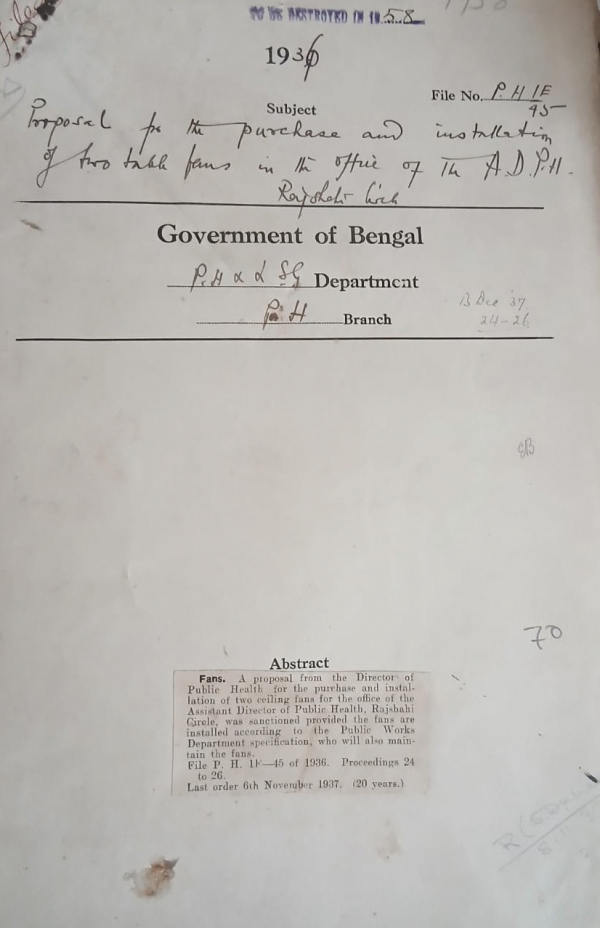 Files
TO BE DESTROYED IN 1958
1936
File No. P.H 1F
45
Subject
Proposal for the purchase and installation
of two table fans in the office of the A.D.P.H.
Rajshahi Circle
Government of Bengal
P.H & L SG Department
P.H Branch
B Dec '37
24-26
70
Abstract
Fans. A proposal from the Director of
Public Health for the purchase and instal-
lation of two ceiling fans for the office of the
Assistant Director of Public Health, Rajshahi
Circle, was sanctioned provided the fans are
installed according to the Public Works
Department specification, who will also main-
tain the fans.
File P. H. 1F—45 of 1936. Proceedings 24
to 26.
Last order 6th November 1937. (20 years.)